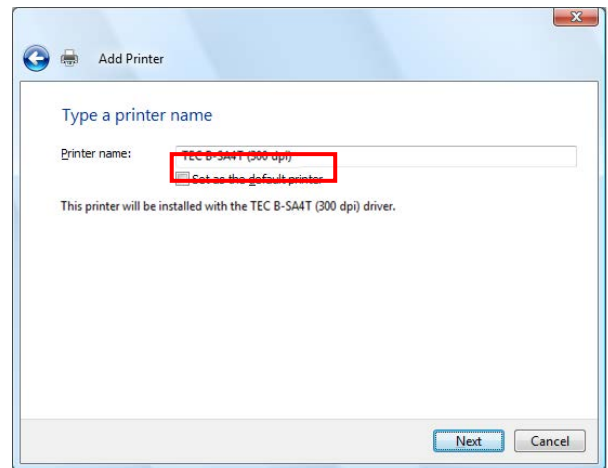 Add Printer
Type a printer name
Printer name: TEC B-SA4T (300 dpi)
Set as the default printer
This printer will be installed with the TEC B-SA4T (300 dpi) driver.
Next Cancel